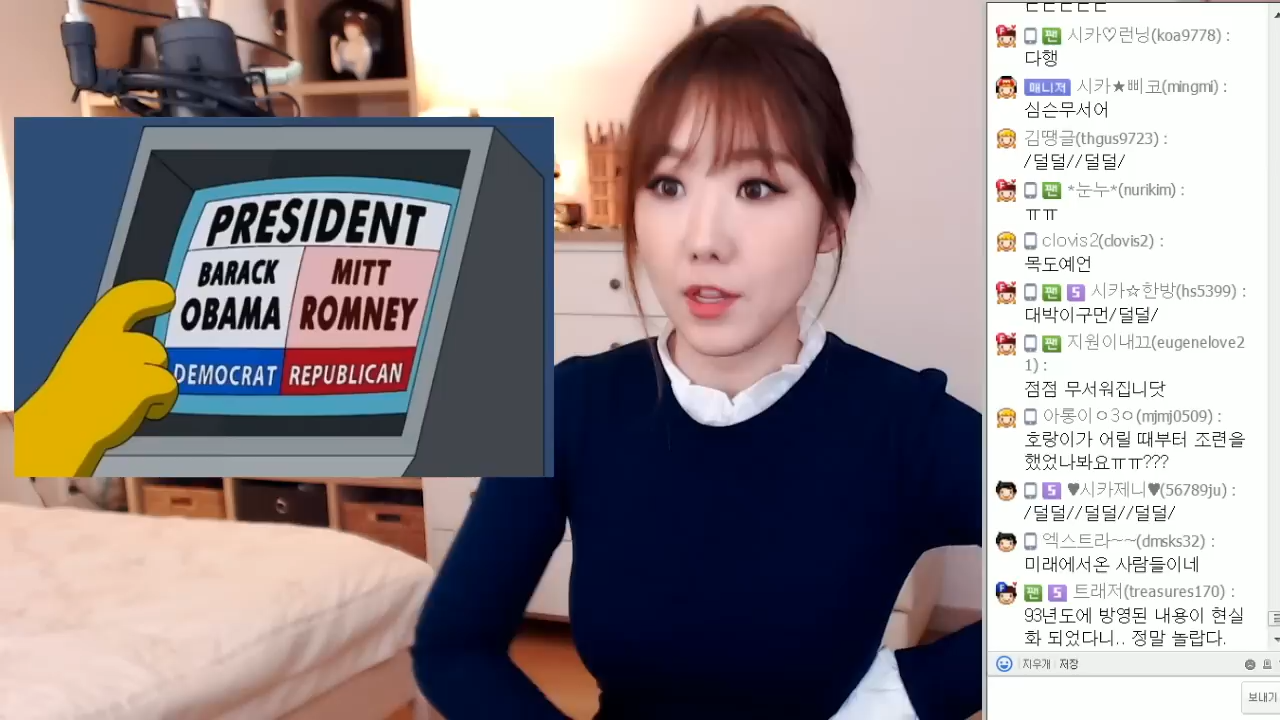 PRESIDENT
BARACK
OBAMA
MITT
ROMNEY
DEMOCRAT
REPUBLICAN
ㄷㄷㄷㄷㄷ
팬 시카♡런닝(koa9778) :
다행
매니저 시카★삐코(mingmi) :
심슨무서어
김땡글(thgus9723) :
/덜덜//덜덜/
팬 *눈누*(nurikim) :
ㅠㅠ
clovis2(clovis2) :
목도예언
팬 S 시카☆한방(hs5399) :
대박이구먼/덜덜/
팬 지원이내꼬(eugenelove2
1) :
점점 무서워집니닷
아롱이ㅇ3ㅇ(mjmj0509) :
호랑이가 어릴 때부터 조련을
했었나봐요ㅠㅠ???
S ♥시카제니♥(56789ju) :
/덜덜//덜덜//덜덜/
엑스트라~~(dmsks32) :
미래에서온 사람들이네
팬 S 트래저(treasures170) :
93년도에 방영된 내용이 현실
화 되었다니.. 정말 놀랍다.
지우개 저장
보내기